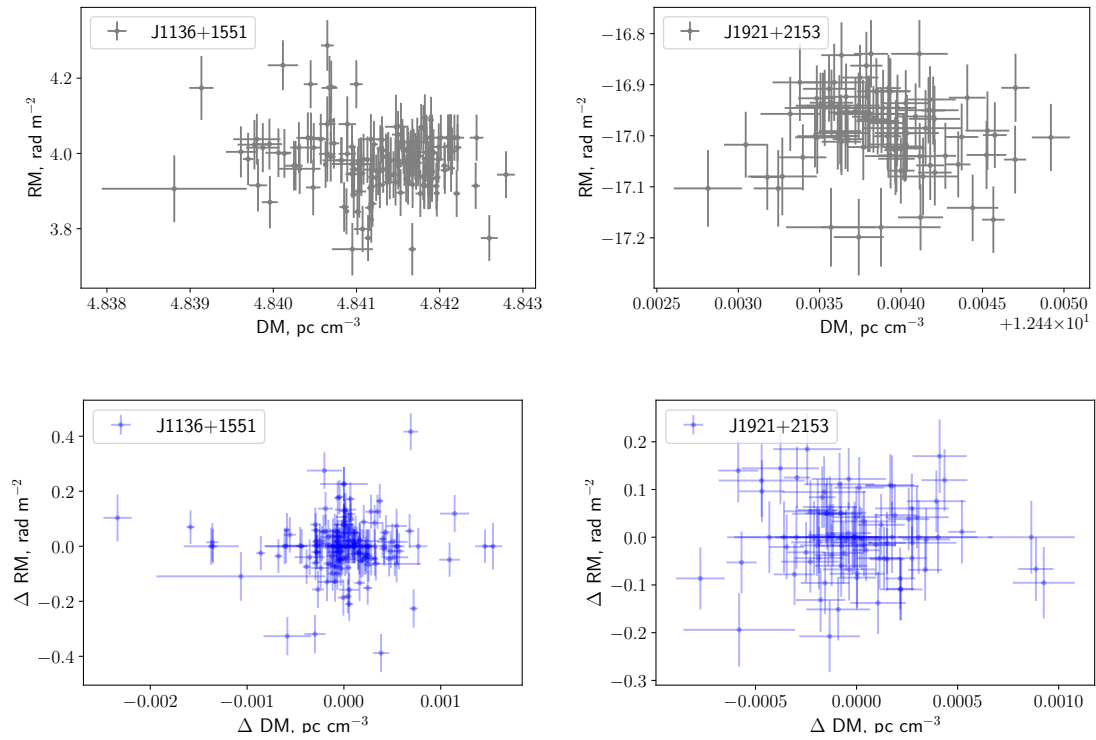 J1136+1551
RM, rad m⁻²
4.2
4.0
3.8
4.838 4.839 4.840 4.841 4.842 4.843
DM, pc cm⁻³
J1921+2153
RM, rad m⁻²
−16.8
−16.9
−17.0
−17.1
−17.2
0.0025 0.0030 0.0035 0.0040 0.0045 0.0050
DM, pc cm⁻³
+1.244×10¹
J1136+1551
Δ RM, rad m⁻²
0.4
0.2
0.0
−0.2
−0.4
−0.002 −0.001 0.000 0.001
Δ DM, pc cm⁻³
J1921+2153
Δ RM, rad m⁻²
0.2
0.1
0.0
−0.1
−0.2
−0.3
−0.0005 0.0000 0.0005 0.0010
Δ DM, pc cm⁻³